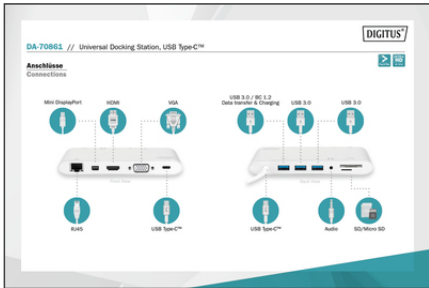 DIGITUS®
DA-70861 // Universal Docking Station, USB Type-C™
Anschlüsse
Connections
Mini DisplayPort
HDMI
VGA
RJ45
USB Type-C™
USB 3.0 / BC 1.2
Data transfer & Charging
USB 3.0
USB 3.0
USB Type-C™
Audio
SD/Micro SD